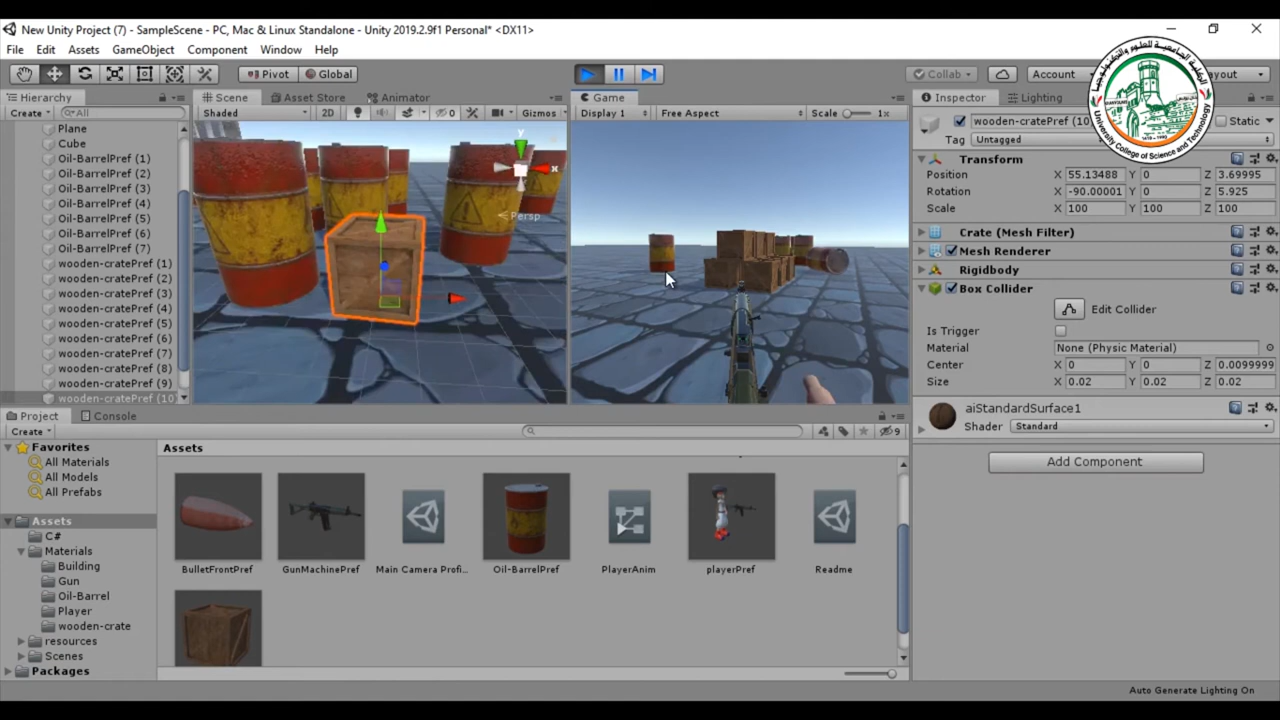 New Unity Project (7) - SampleScene - PC, Mac & Linux Standalone - Unity 2019.2.9f1 Personal* <DX11>
File Edit Assets GameObject Component Window Help
Pivot Global Collab Account Layout
Hierarchy
Create All
Plane
Cube
Oil-BarrelPref (1)
Oil-BarrelPref (2)
Oil-BarrelPref (3)
Oil-BarrelPref (4)
Oil-BarrelPref (5)
Oil-BarrelPref (6)
Oil-BarrelPref (7)
wooden-cratePref (1)
wooden-cratePref (2)
wooden-cratePref (3)
wooden-cratePref (4)
wooden-cratePref (5)
wooden-cratePref (6)
wooden-cratePref (7)
wooden-cratePref (8)
wooden-cratePref (9)
wooden-cratePref (10)
Scene Asset Store Animator
Shaded 2D 0 Gizmos
y
x
Persp
Game
Display 1 Free Aspect Scale 1x
Inspector Lighting
wooden-cratePref (10 Static
Tag Untagged
Transform
Position X 55.13488 Y 0 Z 3.69995
Rotation X -90.00001 Y 0 Z 5.925
Scale X 100 Y 100 Z 100
Crate (Mesh Filter)
Mesh Renderer
Rigidbody
Box Collider
Edit Collider
Is Trigger
Material None (Physic Material)
Center X 0 Y 0 Z 0.0099999
Size X 0.02 Y 0.02 Z 0.02
aiStandardSurface1
Shader Standard
Add Component
Project Console
Create 9
Favorites
All Materials
All Models
All Prefabs
Assets
C#
Materials
Building
Gun
Oil-Barrel
Player
wooden-crate
resources
Scenes
Packages
Assets
BulletFrontPref GunMachinePref Main Camera Profi... Oil-BarrelPref PlayerAnim playerPref Readme
Auto Generate Lighting On
University College of Science and Technology